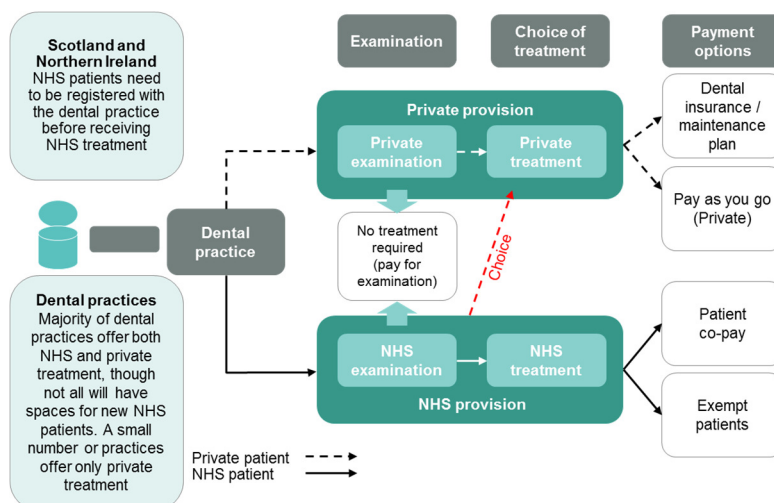 Scotland and
Northern Ireland
NHS patients need
to be registered with
the dental practice
before receiving
NHS treatment
Examination
Choice of
treatment
Payment
options
Private provision
Private
examination
Private
treatment
Dental
insurance /
maintenance
plan
Pay as you go
(Private)
Dental
practice
No treatment
required
(pay for
examination)
Choice
Dental practices
Majority of dental
practices offer both
NHS and private
treatment, though
not all will have
spaces for new NHS
patients. A small
number or practices
offer only private
treatment
NHS
examination
NHS
treatment
NHS provision
Patient
co-pay
Exempt
patients
Private patient
NHS patient